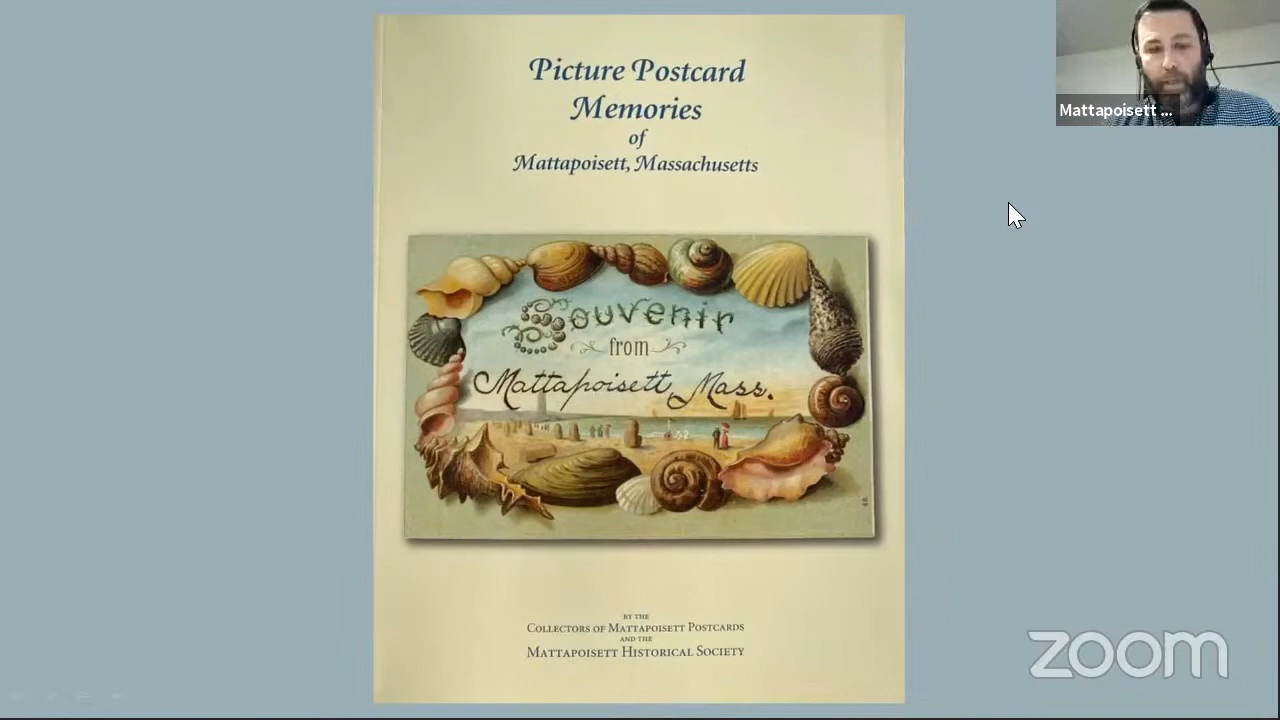 Picture Postcard
Memories
of
Mattapoisett, Massachusetts
Souvenir
from
Mattapoisett, Mass.
BY THE
COLLECTORS OF MATTAPOISETT POSTCARDS
AND THE
MATTAPOISETT HISTORICAL SOCIETY
Mattapoisett ...
zoom